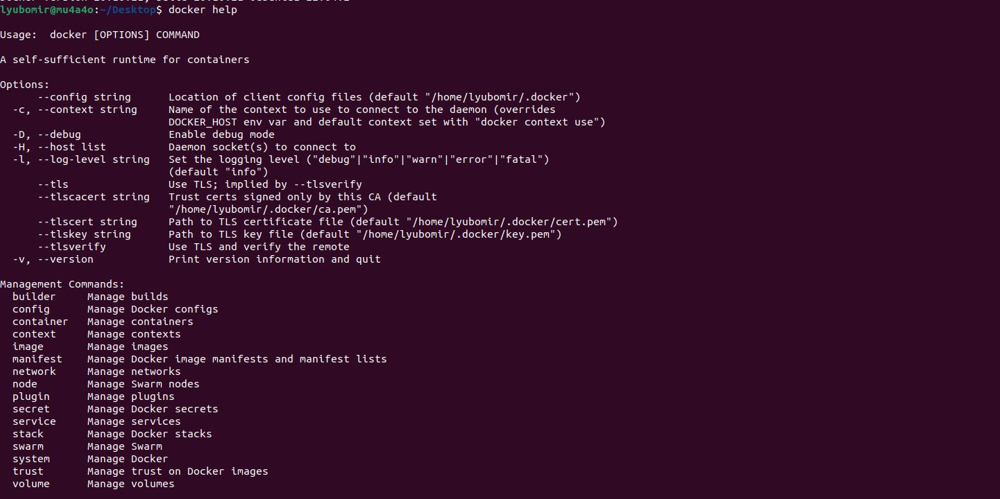 lyubomir@mu4a4o:~/Desktop$ docker help
Usage:  docker [OPTIONS] COMMAND
A self-sufficient runtime for containers
Options:
      --config string      Location of client config files (default "/home/lyubomir/.docker")
  -c, --context string     Name of the context to use to connect to the daemon (overrides
                           DOCKER_HOST env var and default context set with "docker context use")
  -D, --debug              Enable debug mode
  -H, --host list          Daemon socket(s) to connect to
  -l, --log-level string   Set the logging level ("debug"|"info"|"warn"|"error"|"fatal")
                           (default "info")
      --tls                Use TLS; implied by --tlsverify
      --tlscacert string   Trust certs signed only by this CA (default
                           "/home/lyubomir/.docker/ca.pem")
      --tlscert string     Path to TLS certificate file (default "/home/lyubomir/.docker/cert.pem")
      --tlskey string      Path to TLS key file (default "/home/lyubomir/.docker/key.pem")
      --tlsverify          Use TLS and verify the remote
  -v, --version            Print version information and quit
Management Commands:
  builder     Manage builds
  config      Manage Docker configs
  container   Manage containers
  context     Manage contexts
  image       Manage images
  manifest    Manage Docker image manifests and manifest lists
  network     Manage networks
  node        Manage Swarm nodes
  plugin      Manage plugins
  secret      Manage Docker secrets
  service     Manage services
  stack       Manage Docker stacks
  swarm       Manage Swarm
  system      Manage Docker
  trust       Manage trust on Docker images
  volume      Manage volumes